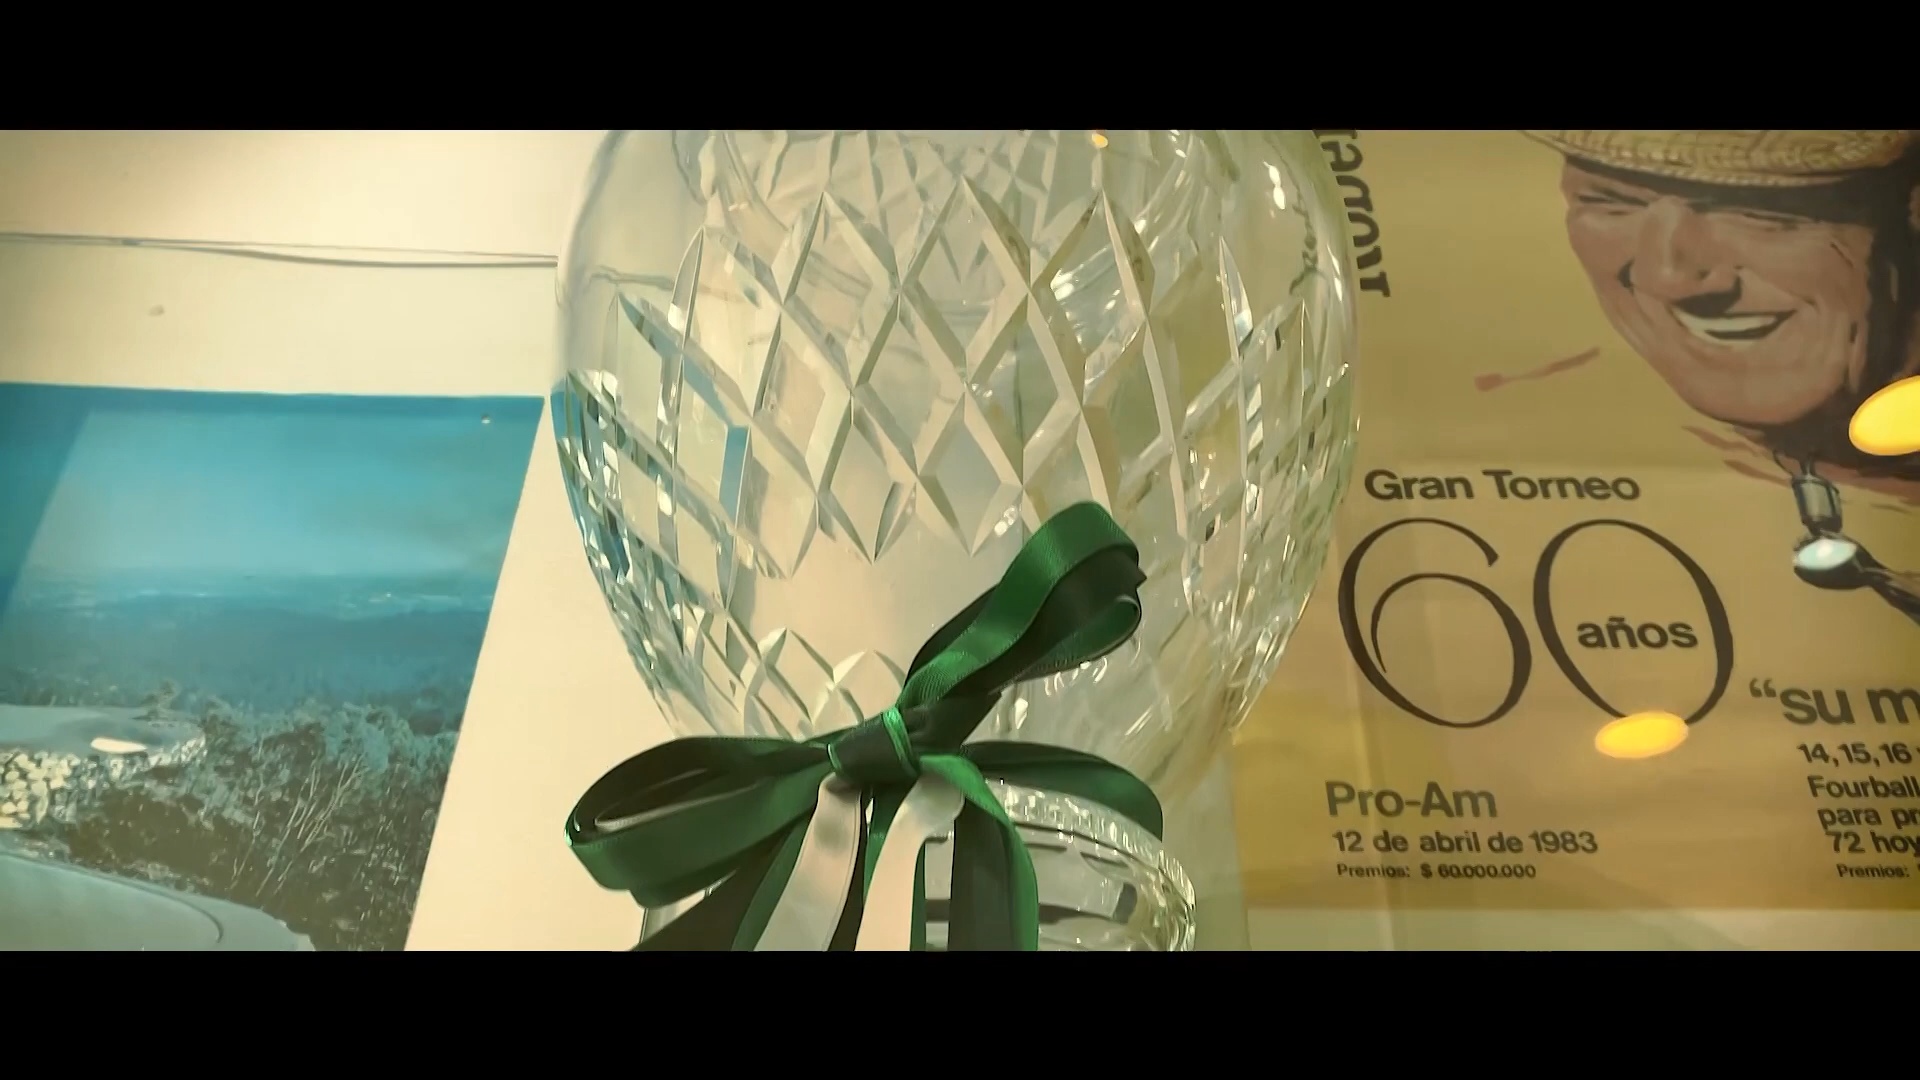 Gran Torneo
60
años
“su m
14, 15, 16
Fourball
para pr
72 hoy
Premios:
Pro-Am
12 de abril de 1983
Premios: $ 60.000.000